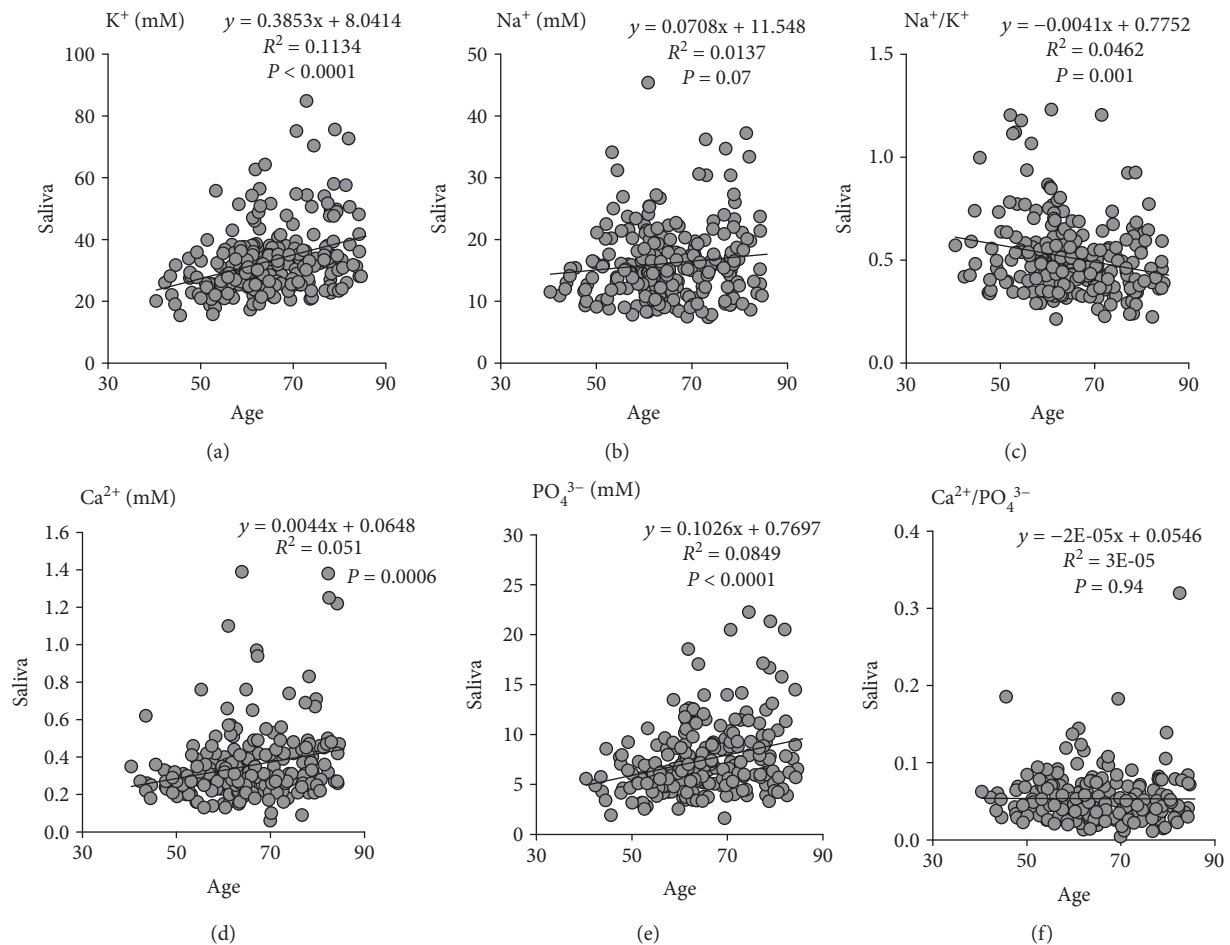 K⁺ (mM)
y = 0.3853x + 8.0414
R² = 0.1134
P < 0.0001
100
80
60
40
20
0
Saliva
30 50 70 90
Age
(a)
Na⁺ (mM)
y = 0.0708x + 11.548
R² = 0.0137
P = 0.07
50
40
30
20
10
0
Saliva
30 50 70 90
Age
(b)
Na⁺/K⁺
y = −0.0041x + 0.7752
R² = 0.0462
P = 0.001
1.5
1.0
0.5
0.0
Saliva
30 50 70 90
Age
(c)
Ca²⁺ (mM)
y = 0.0044x + 0.0648
R² = 0.051
P = 0.0006
1.6
1.4
1.2
1.0
0.8
0.6
0.4
0.2
0.0
Saliva
30 50 70 90
Age
(d)
PO₄³⁻ (mM)
y = 0.1026x + 0.7697
R² = 0.0849
P < 0.0001
30
25
20
15
10
5
0
Saliva
30 50 70 90
Age
(e)
Ca²⁺/PO₄³⁻
y = −2E-05x + 0.0546
R² = 3E-05
P = 0.94
0.4
0.3
0.2
0.1
0.0
Saliva
30 50 70 90
Age
(f)